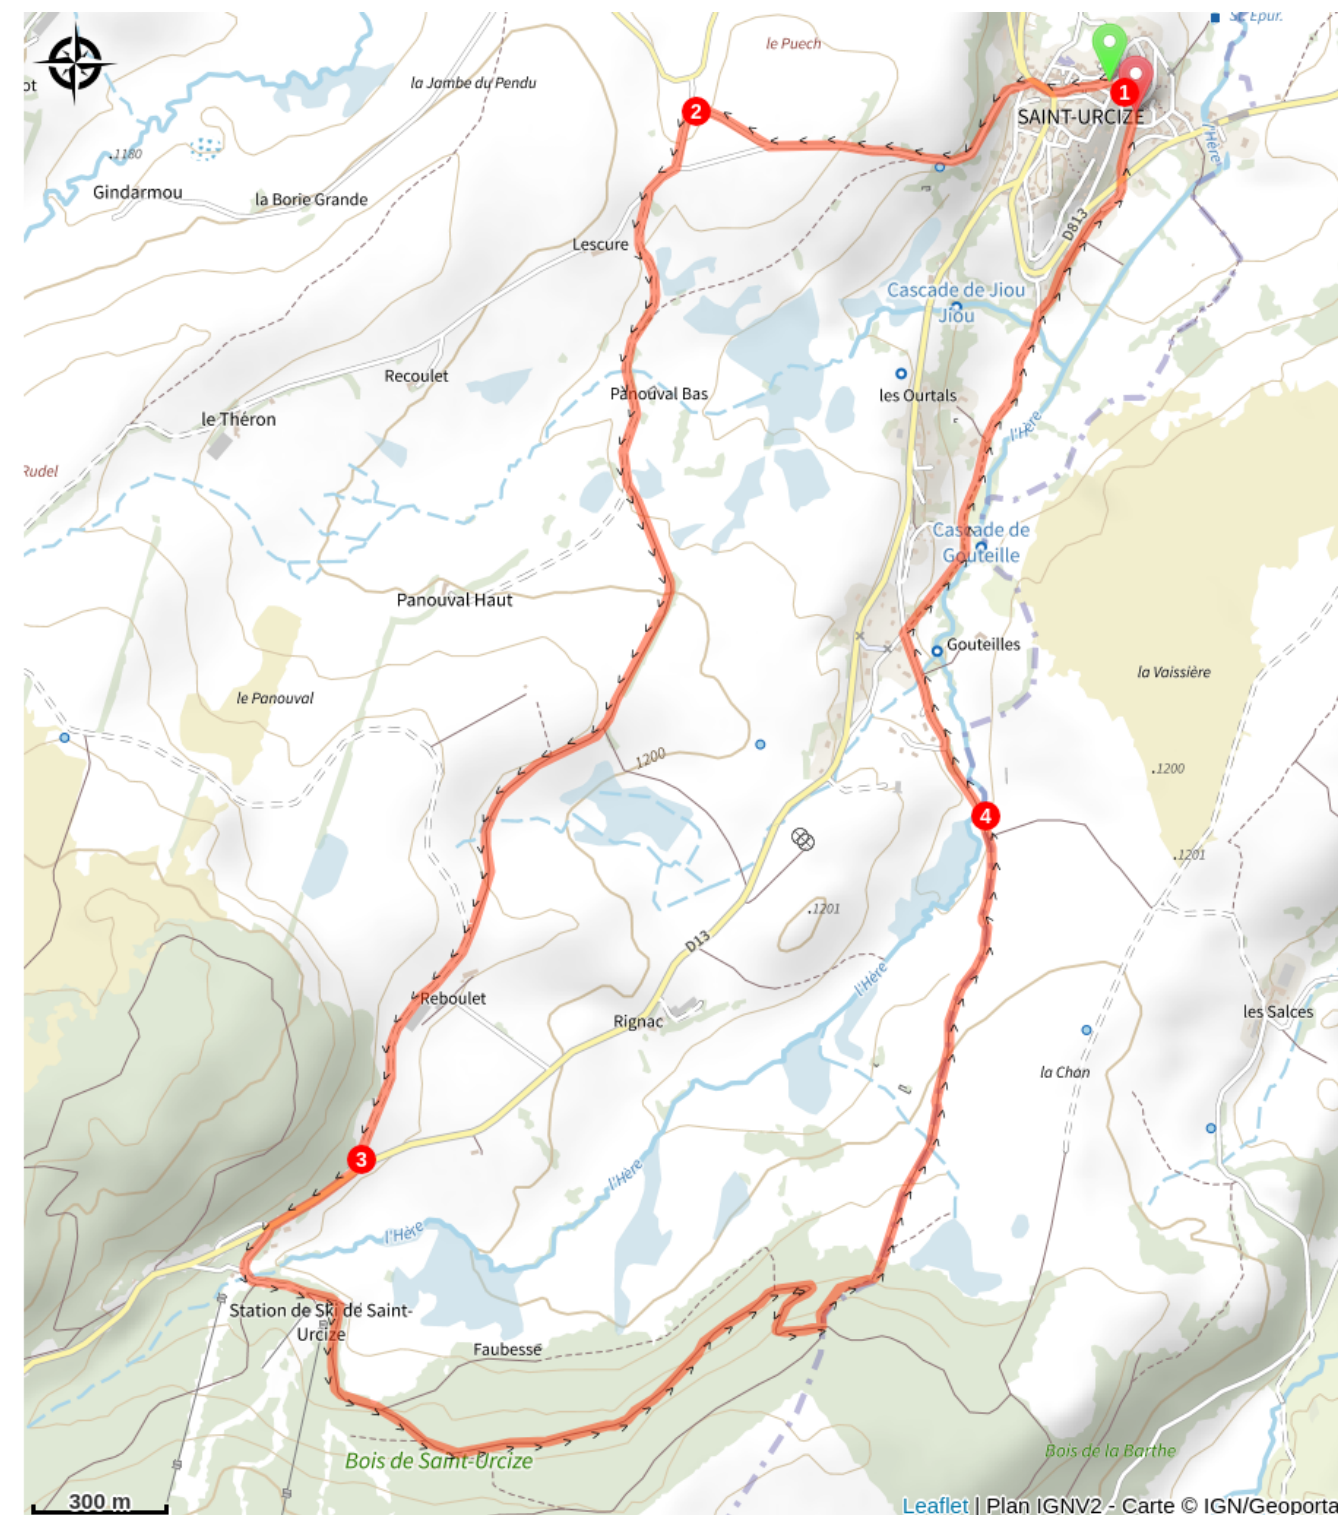 Sᵗ Épur.
le Puech
la Jambe du Pendu
ot
1
2
SAINT-URCIZE
.1180
Gindarmou
la Borie Grande
l'Hère
D813
Lescure
Cascade de Jiou
Jiou
Recoulet
Panouval Bas
les Ourtals
le Théron
l'Hère
Rudel
Cascade de
Gouteille
Panouval Haut
Gouteilles
la Vaissière
le Panouval
1200
.1200
4
.1201
.1201
D13
l'Hère
Reboulet
Rignac
les Salces
la Chan
3
l'Hère
l'Hère
Station de Ski de Saint-
Urcize
Faubesse
Bois de Saint-Urcize
Bois de la Barthe
300 m
Leaflet | Plan IGNV2 - Carte © IGN/Geoporta